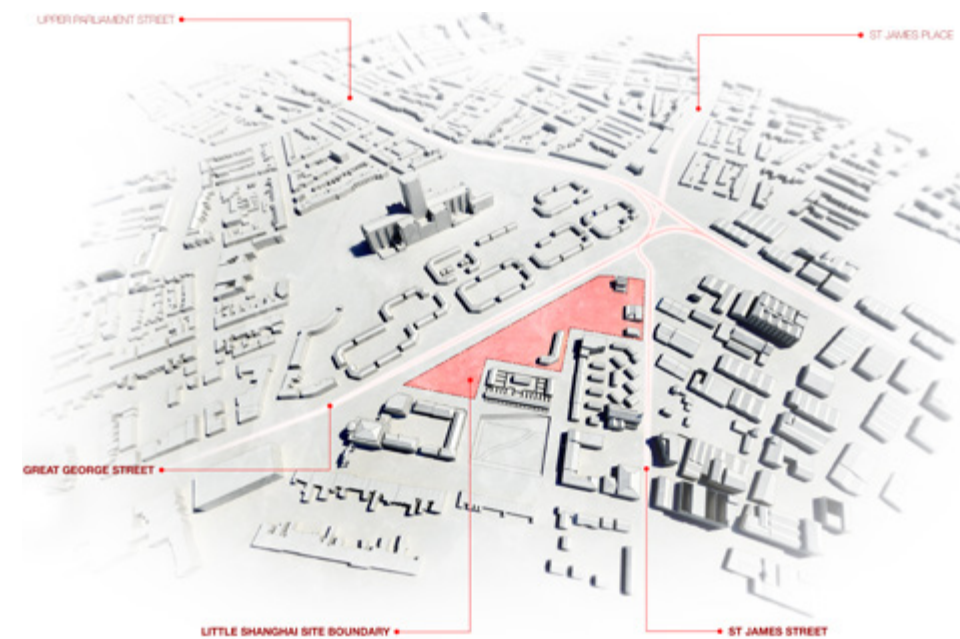 UPPER PARLIAMENT STREET
ST JAMES PLACE
GREAT GEORGE STREET
LITTLE SHANGHAI SITE BOUNDARY
ST JAMES STREET